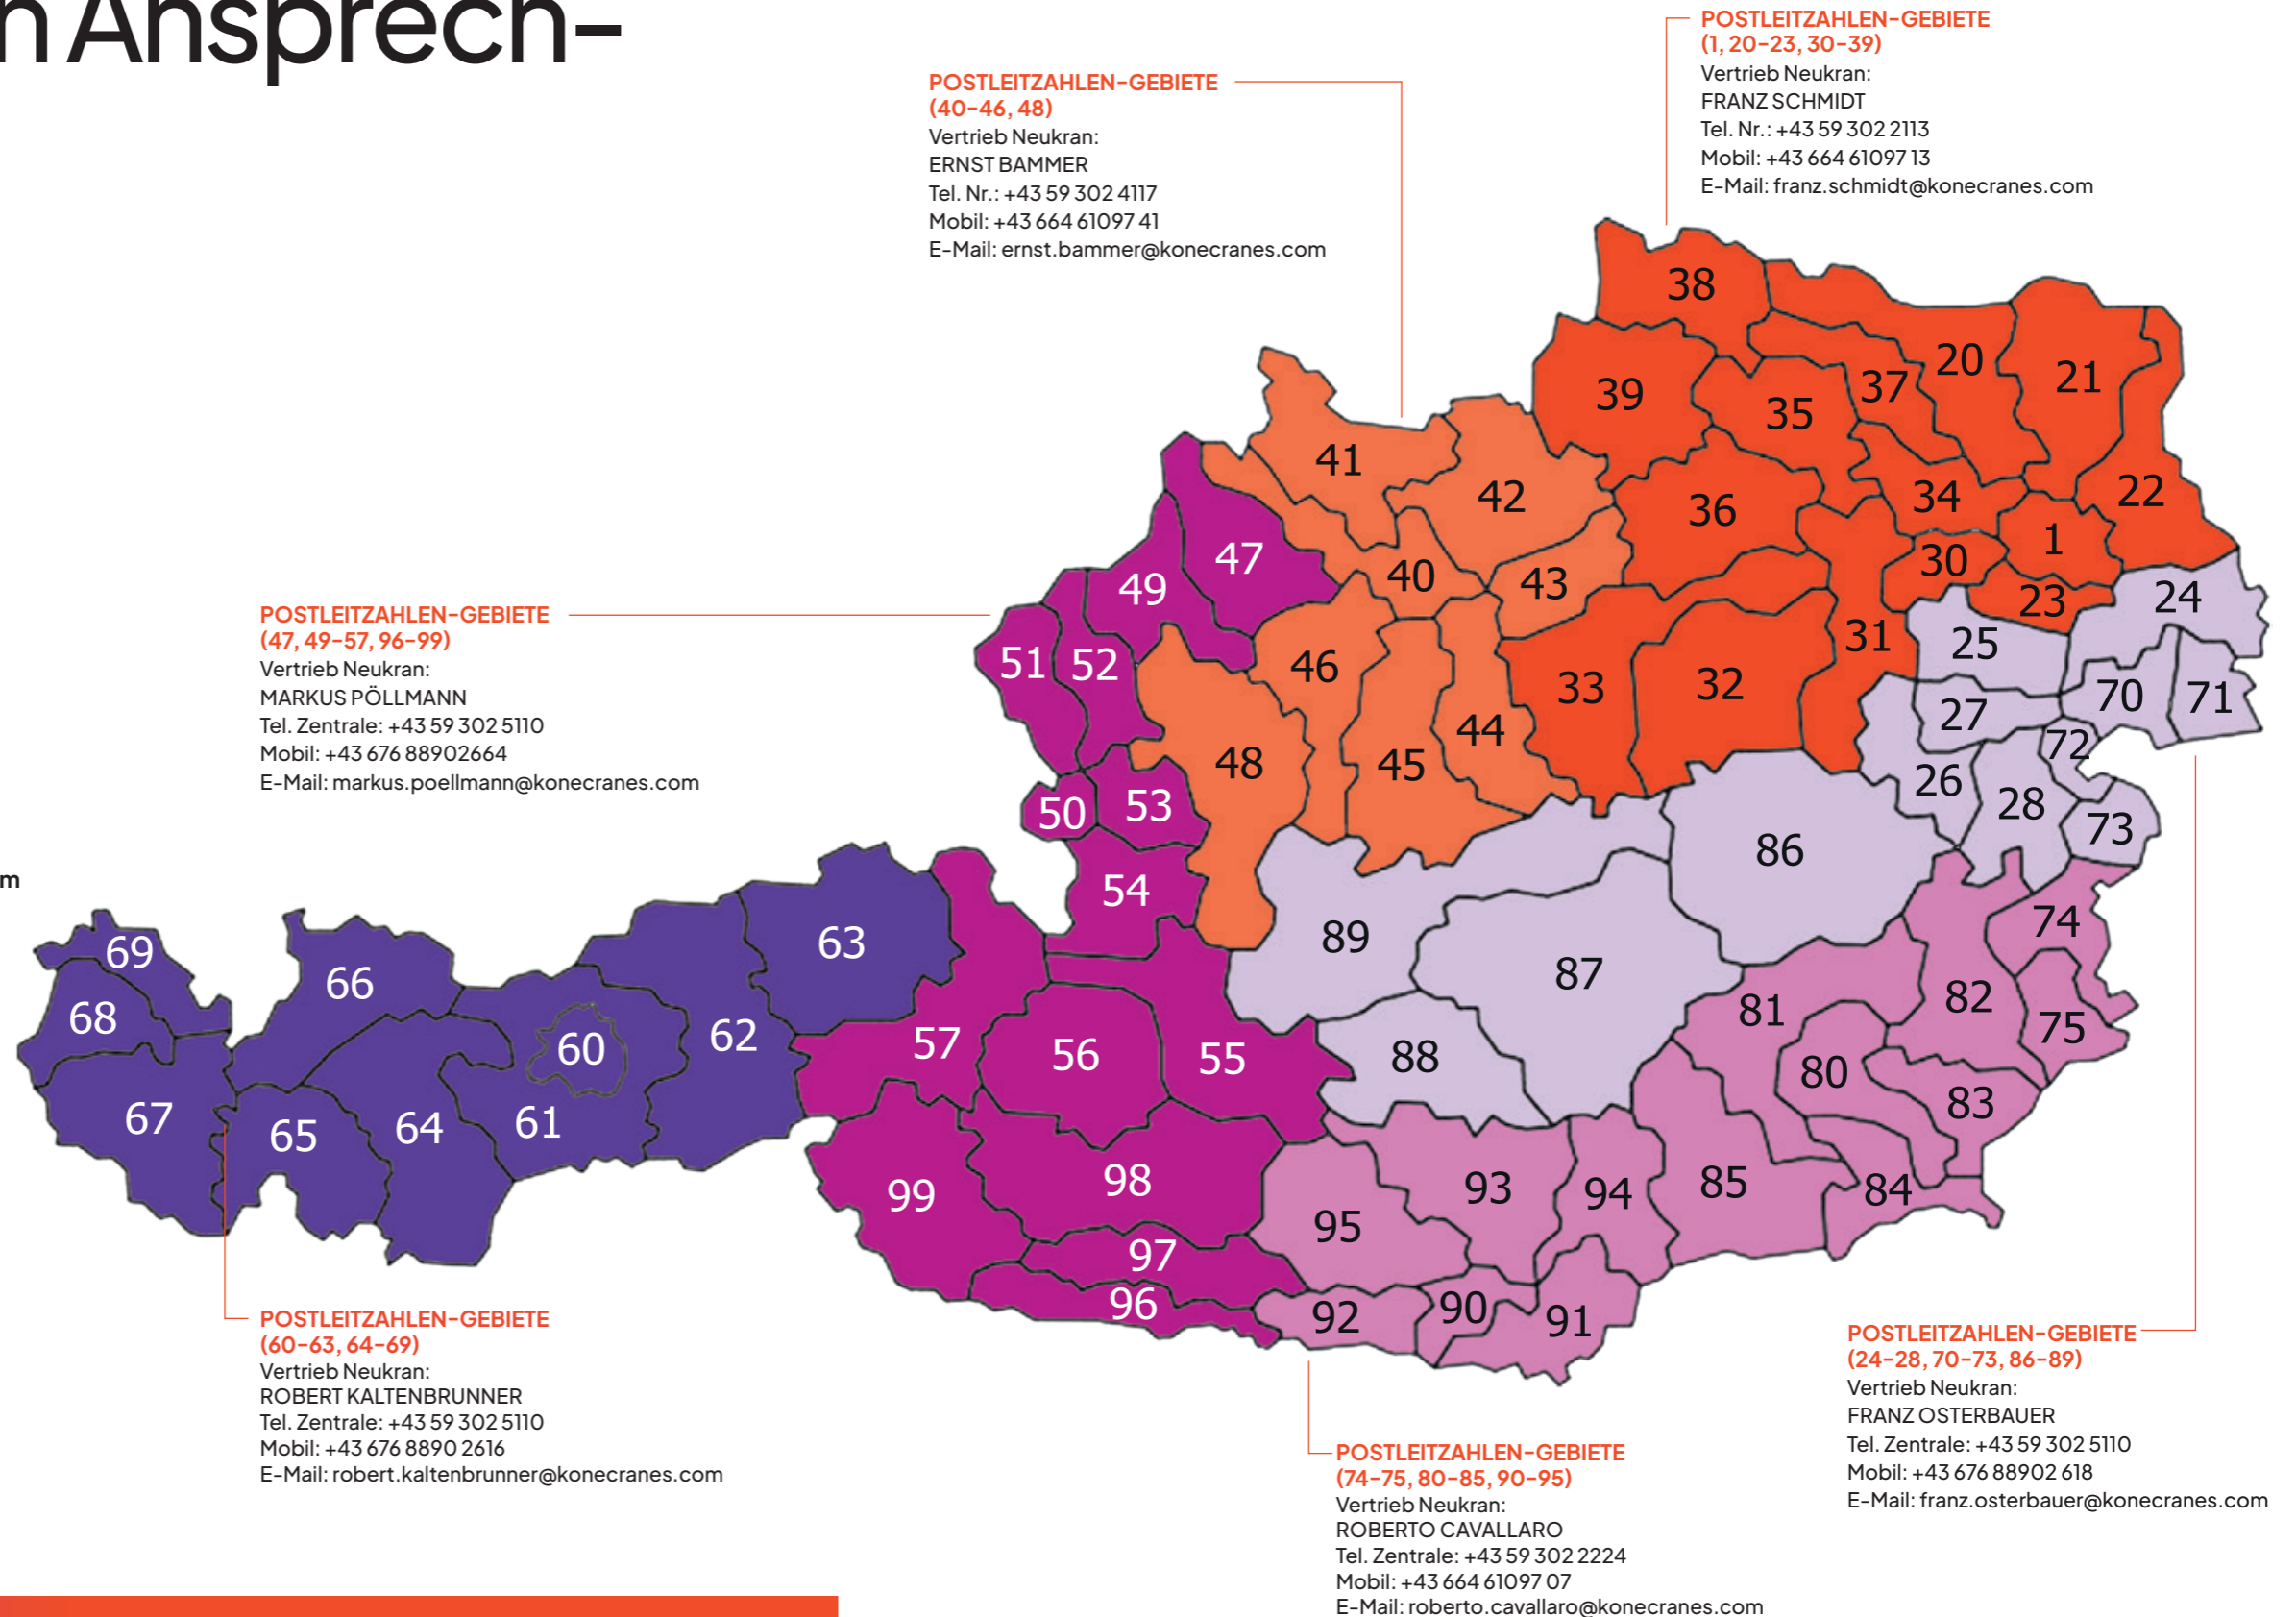 n Ansprech-
POSTLEITZAHLEN-GEBIETE
(1, 20-23, 30-39)
Vertrieb Neukran:
FRANZ SCHMIDT
Tel. Nr.: +43 59 302 2113
Mobil: +43 664 61097 13
E-Mail: franz.schmidt@konecranes.com
POSTLEITZAHLEN-GEBIETE
(40-46, 48)
Vertrieb Neukran:
ERNST BAMMER
Tel. Nr.: +43 59 302 4117
Mobil: +43 664 61097 41
E-Mail: ernst.bammer@konecranes.com
POSTLEITZAHLEN-GEBIETE
(47, 49-57, 96-99)
Vertrieb Neukran:
MARKUS PÖLLMANN
Tel. Zentrale: +43 59 302 5110
Mobil: +43 676 88902664
E-Mail: markus.poellmann@konecranes.com
m
38
39
35
37
20
21
41
42
36
34
22
1
30
23
24
47
49
40
43
31
25
51
52
46
33
32
70
71
27
72
48
45
44
26
28
73
50
53
86
54
89
87
74
82
75
81
80
83
69
66
63
68
60
62
57
56
55
88
67
65
64
61
99
98
93
94
85
84
95
97
96
92
90
91
POSTLEITZAHLEN-GEBIETE
(60-63, 64-69)
Vertrieb Neukran:
ROBERT KALTENBRUNNER
Tel. Zentrale: +43 59 302 5110
Mobil: +43 676 8890 2616
E-Mail: robert.kaltenbrunner@konecranes.com
POSTLEITZAHLEN-GEBIETE
(74-75, 80-85, 90-95)
Vertrieb Neukran:
ROBERTO CAVALLARO
Tel. Zentrale: +43 59 302 2224
Mobil: +43 664 61097 07
E-Mail: roberto.cavallaro@konecranes.com
POSTLEITZAHLEN-GEBIETE
(24-28, 70-73, 86-89)
Vertrieb Neukran:
FRANZ OSTERBAUER
Tel. Zentrale: +43 59 302 5110
Mobil: +43 676 88902 618
E-Mail: franz.osterbauer@konecranes.com